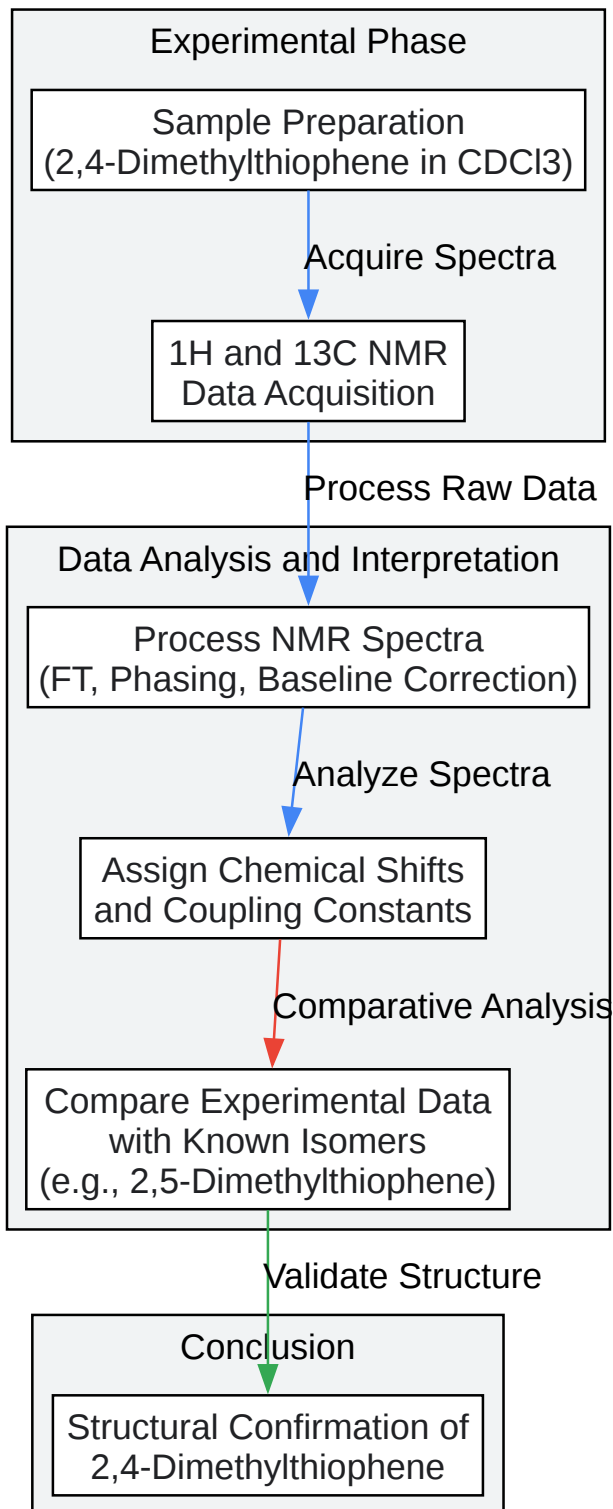 Experimental Phase
Sample Preparation
(2,4-Dimethylthiophene in CDCl3)
Acquire Spectra
1H and 13C NMR
Data Acquisition
Process Raw Data
Data Analysis and Interpretation
Process NMR Spectra
(FT, Phasing, Baseline Correction)
Analyze Spectra
Assign Chemical Shifts
and Coupling Constants
Comparative Analysis
Compare Experimental Data
with Known Isomers
(e.g., 2,5-Dimethylthiophene)
Validate Structure
Conclusion
Structural Confirmation of
2,4-Dimethylthiophene